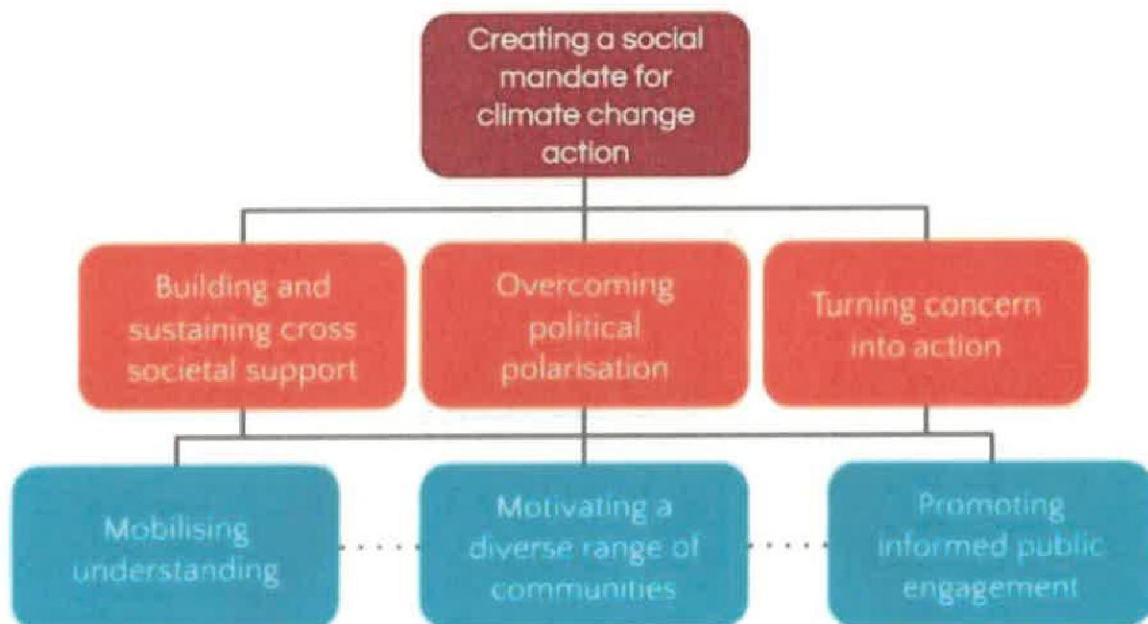 Creating a social
mandate for
climate change
action
Building and
sustaining cross
societal support
Overcoming
political
polarisation
Turning concern
into action
Mobilising
understanding
Motivating a
diverse range of
communities
Promoting
informed public
engagement